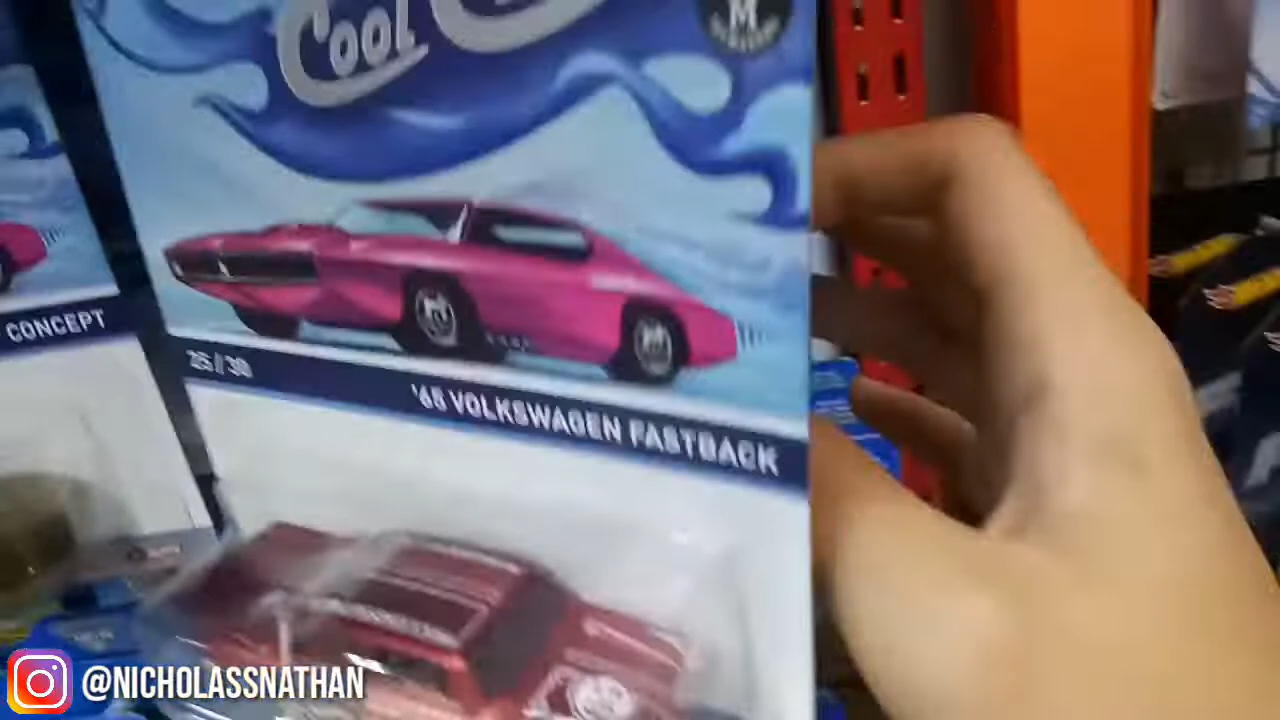 COOL
M
CONCEPT
25/30
'65 VOLKSWAGEN FASTBACK
@NICHOLASSNATHAN